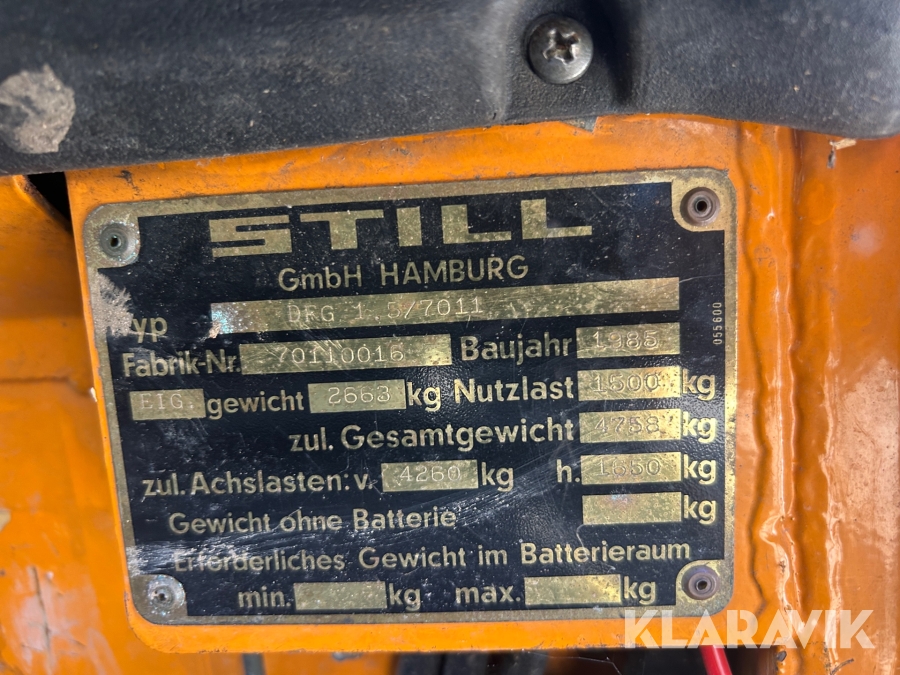 STILL
GmbH HAMBURG
Typ DFG 1.5/7011
Fabrik-Nr. 70110016 Baujahr 1985
EIG. gewicht 2663 kg Nutzlast 1500 kg
zul. Gesamtgewicht 4758 kg
zul. Achslasten: v. 4260 kg h. 1650 kg
Gewicht ohne Batterie kg
Erforderliches Gewicht im Batterieraum
min. kg max. kg
055600
KLARAVIK